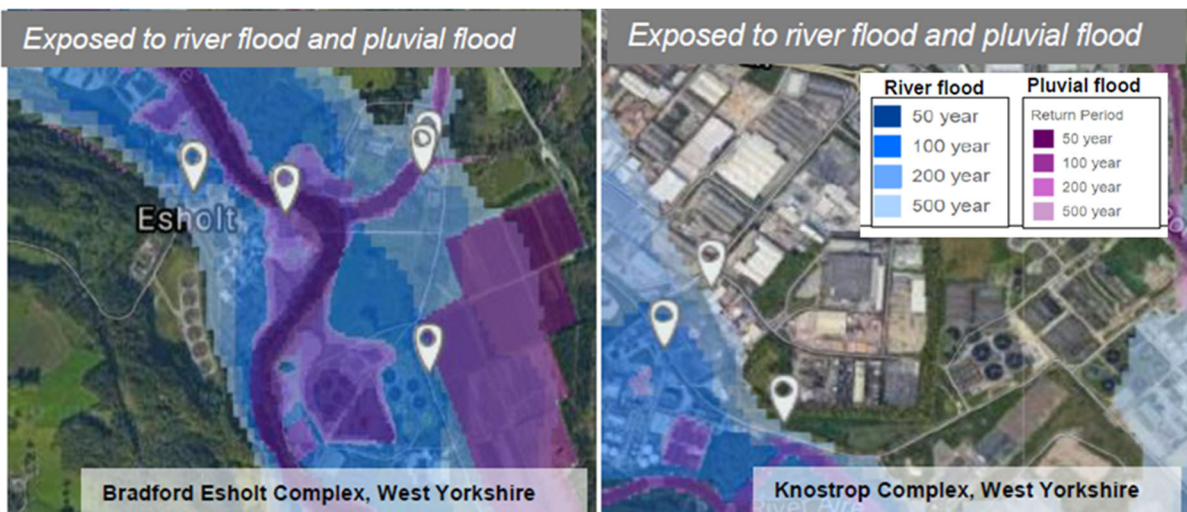 Exposed to river flood and pluvial flood
Esholt
Bradford Esholt Complex, West Yorkshire
Exposed to river flood and pluvial flood
River flood
50 year
100 year
200 year
500 year
Pluvial flood
Return Period
50 year
100 year
200 year
500 year
Knostrop Complex, West Yorkshire
River Aire